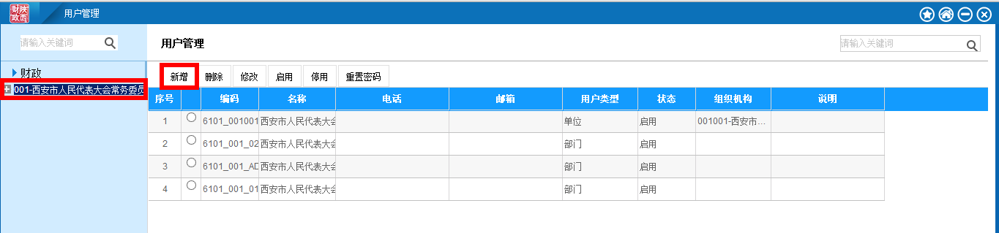 财陕政西
用户管理
请输入关键词
用户管理
请输入关键词
财政
001-西安市人民代表大会常务委员
新增 删除 修改 启用 停用 重置密码
序号 编码 名称 电话 邮箱 用户类型 状态 组织机构 说明
1 6101_001001 西安市人民代表大会 单位 启用 001001-西安市...
2 6101_001_02 西安市人民代表大会 部门 启用
3 6101_001_AD 西安市人民代表大会 部门 启用
4 6101_001_01 西安市人民代表大会 部门 启用